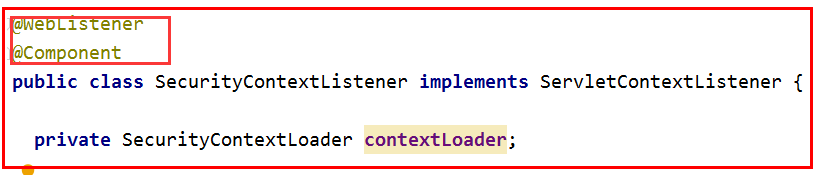 @WebListener
@Component
public class SecurityContextListener implements ServletContextListener {
private SecurityContextLoader contextLoader;